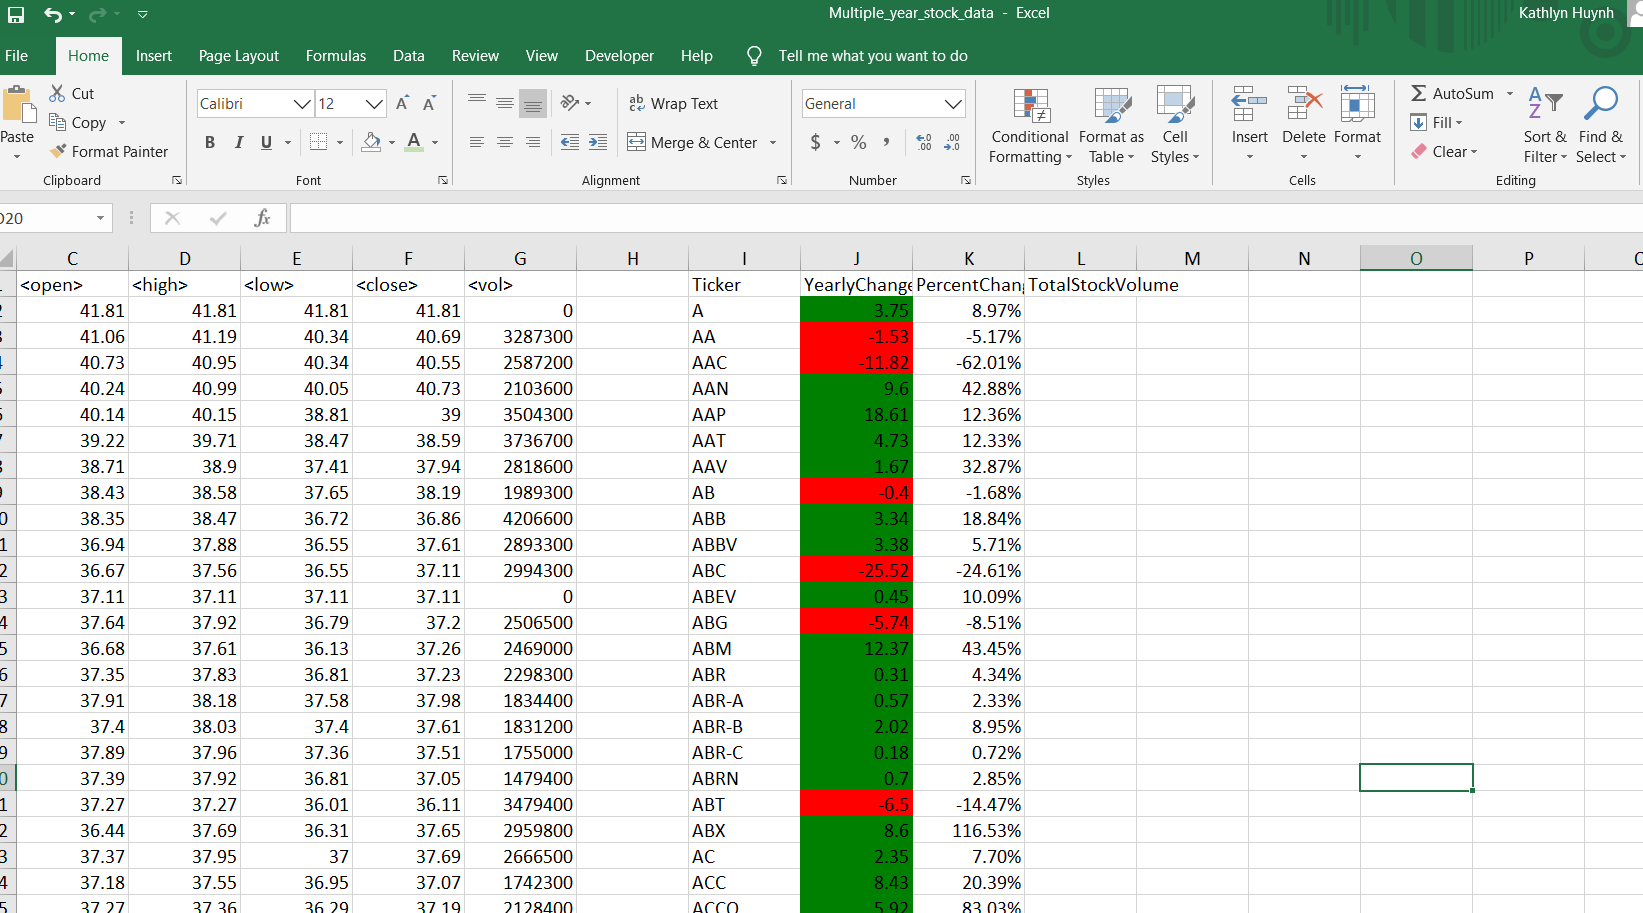 Multiple_year_stock_data - Excel Kathlyn Huynh
File Home Insert Page Layout Formulas Data Review View Developer Help Tell me what you want to do
Paste
Cut
Copy
Format Painter
Clipboard
Calibri 12 A A
B I U A
Font
Wrap Text
Merge & Center
Alignment
General
$ % , .0 .00 .00 .0
Number
Conditional Formatting
Format as Table
Cell Styles
Styles
Insert Delete Format
Cells
AutoSum
Fill
Clear
Sort & Filter
Find & Select
Editing
O20 fx
C D E F G H I J K L M N O P
<open> <high> <low> <close> <vol> Ticker YearlyChange PercentChan TotalStockVolume
41.81 41.81 41.81 41.81 0 A 3.75 8.97%
41.06 41.19 40.34 40.69 3287300 AA -1.53 -5.17%
40.73 40.95 40.34 40.55 2587200 AAC -11.82 -62.01%
40.24 40.99 40.05 40.73 2103600 AAN 9.6 42.88%
40.14 40.15 38.81 39 3504300 AAP 18.61 12.36%
39.22 39.71 38.47 38.59 3736700 AAT 4.73 12.33%
38.71 38.9 37.41 37.94 2818600 AAV 1.67 32.87%
38.43 38.58 37.65 38.19 1989300 AB -0.4 -1.68%
38.35 38.47 36.72 36.86 4206600 ABB 3.34 18.84%
36.94 37.88 36.55 37.61 2893300 ABBV 3.38 5.71%
36.67 37.56 36.55 37.11 2994300 ABC -25.52 -24.61%
37.11 37.11 37.11 37.11 0 ABEV 0.45 10.09%
37.64 37.92 36.79 37.2 2506500 ABG -5.74 -8.51%
36.68 37.61 36.13 37.26 2469000 ABM 12.37 43.45%
37.35 37.83 36.81 37.23 2298300 ABR 0.31 4.34%
37.91 38.18 37.58 37.98 1834400 ABR-A 0.57 2.33%
37.4 38.03 37.4 37.61 1831200 ABR-B 2.02 8.95%
37.89 37.96 37.36 37.51 1755000 ABR-C 0.18 0.72%
37.39 37.92 36.81 37.05 1479400 ABRN 0.7 2.85%
37.27 37.27 36.01 36.11 3479400 ABT -6.5 -14.47%
36.44 37.69 36.31 37.65 2959800 ABX 8.6 116.53%
37.37 37.95 37 37.69 2666500 AC 2.35 7.70%
37.18 37.55 36.95 37.07 1742300 ACC 8.43 20.39%
37.27 37.36 36.29 37.19 2128400 ACCO 5.92 83.03%